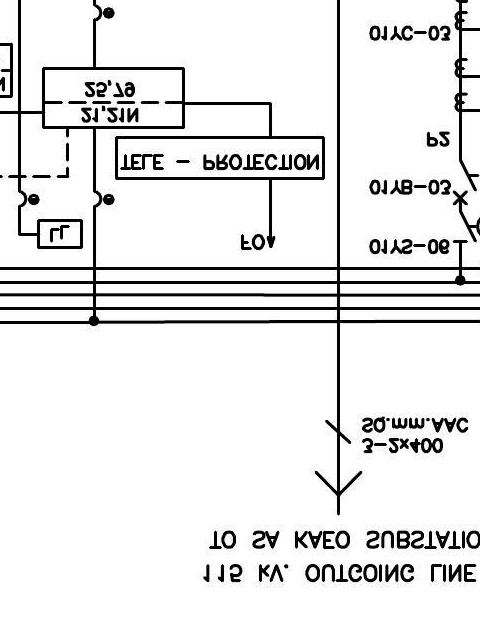 115 kV. OUTGOING LINE
TO SA KAEO SUBSTATIO
3-2x400
SQ.mm.AAC
01YS-06
FO
LL
01YB-03
TELE - PROTECTION
P2
21,21N
25,79
N
01YC-03